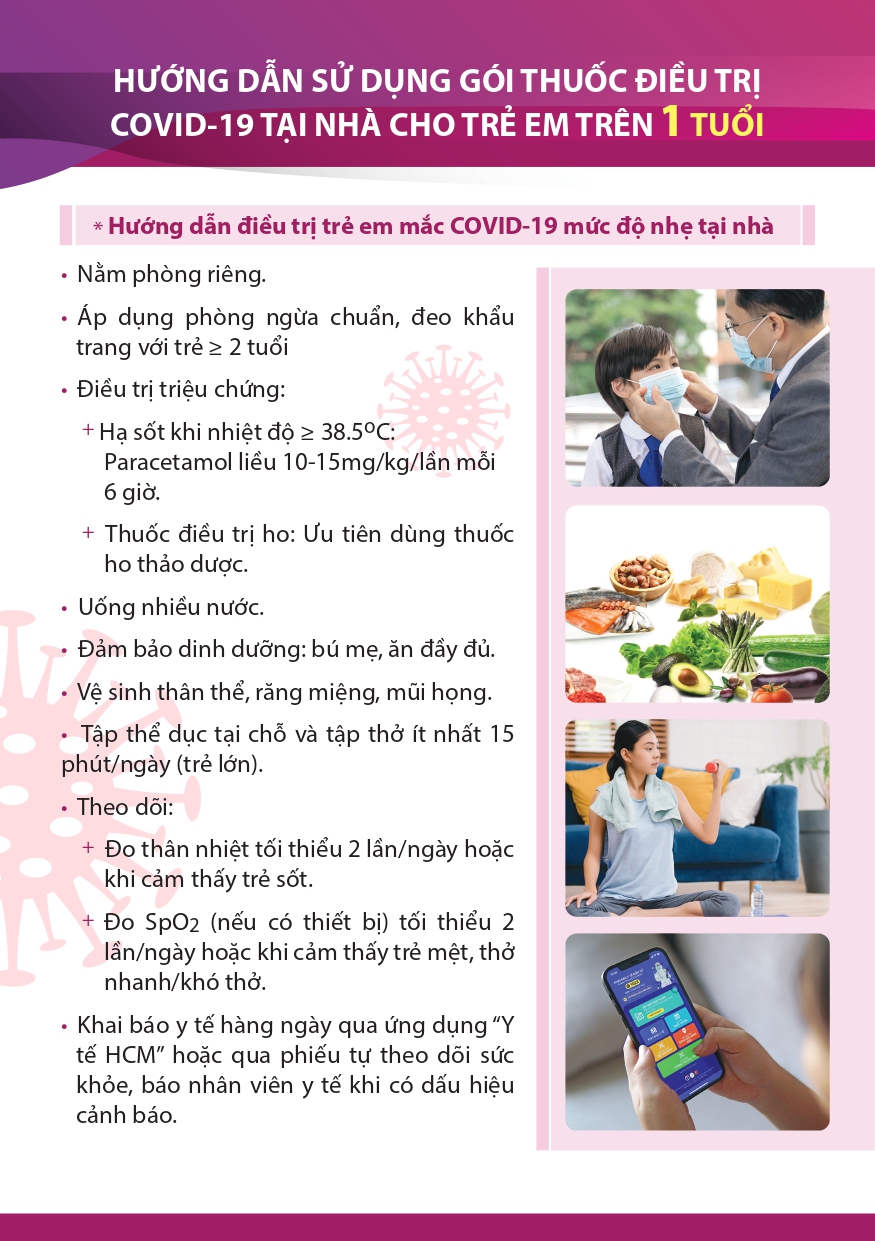 HƯỚNG DẪN SỬ DỤNG GÓI THUỐC ĐIỀU TRỊ
COVID-19 TẠI NHÀ CHO TRẺ EM TRÊN 1 TUỔI
* Hướng dẫn điều trị trẻ em mắc COVID-19 mức độ nhẹ tại nhà
• Nằm phòng riêng.
• Áp dụng phòng ngừa chuẩn, đeo khẩu
trang với trẻ ≥ 2 tuổi
• Điều trị triệu chứng:
+ Hạ sốt khi nhiệt độ ≥ 38.5ºC:
Paracetamol liều 10-15mg/kg/lần mỗi
6 giờ.
+ Thuốc điều trị ho: Ưu tiên dùng thuốc
ho thảo dược.
• Uống nhiều nước.
• Đảm bảo dinh dưỡng: bú mẹ, ăn đầy đủ.
• Vệ sinh thân thể, răng miệng, mũi họng.
• Tập thể dục tại chỗ và tập thở ít nhất 15
phút/ngày (trẻ lớn).
• Theo dõi:
+ Đo thân nhiệt tối thiểu 2 lần/ngày hoặc
khi cảm thấy trẻ sốt.
+ Đo SpO2 (nếu có thiết bị) tối thiểu 2
lần/ngày hoặc khi cảm thấy trẻ mệt, thở
nhanh/khó thở.
• Khai báo y tế hàng ngày qua ứng dụng “Y
tế HCM” hoặc qua phiếu tự theo dõi sức
khỏe, báo nhân viên y tế khi có dấu hiệu
cảnh báo.